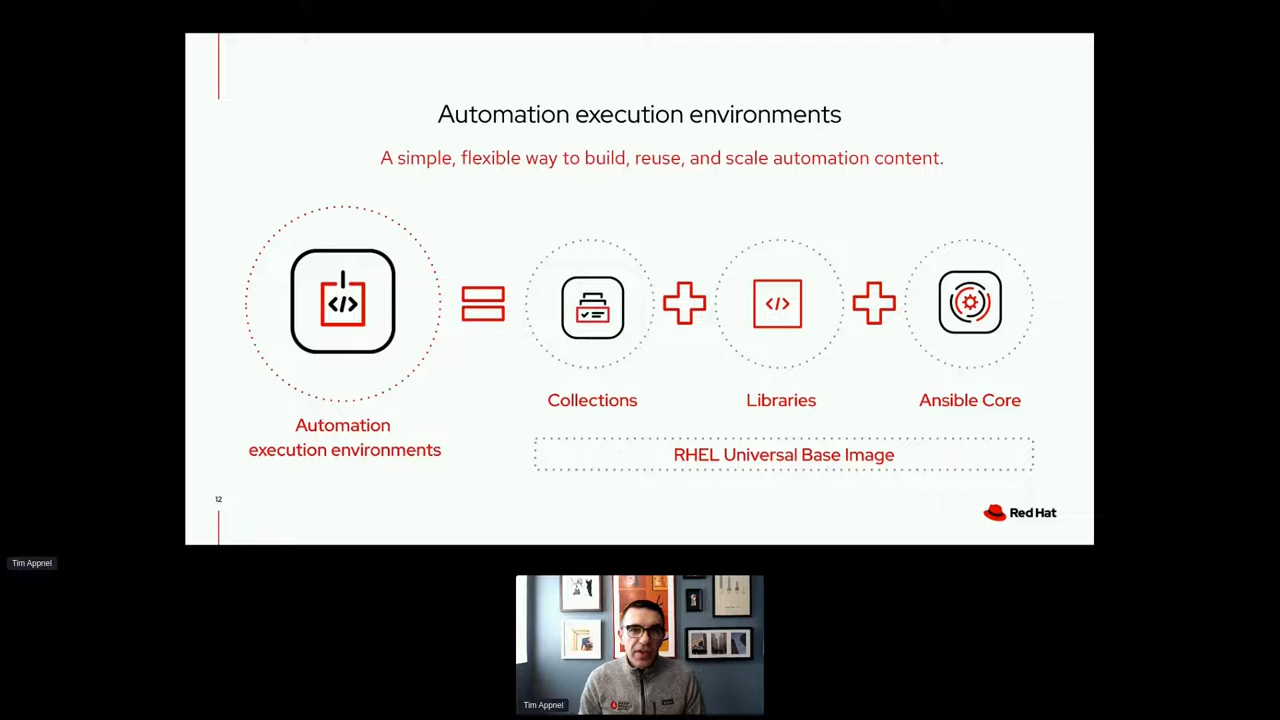 Automation execution environments
A simple, flexible way to build, reuse, and scale automation content.
</>
</>
Automation
execution environments
Collections
Libraries
Ansible Core
RHEL Universal Base Image
12
Red Hat
Tim Appnel
Tim Appnel